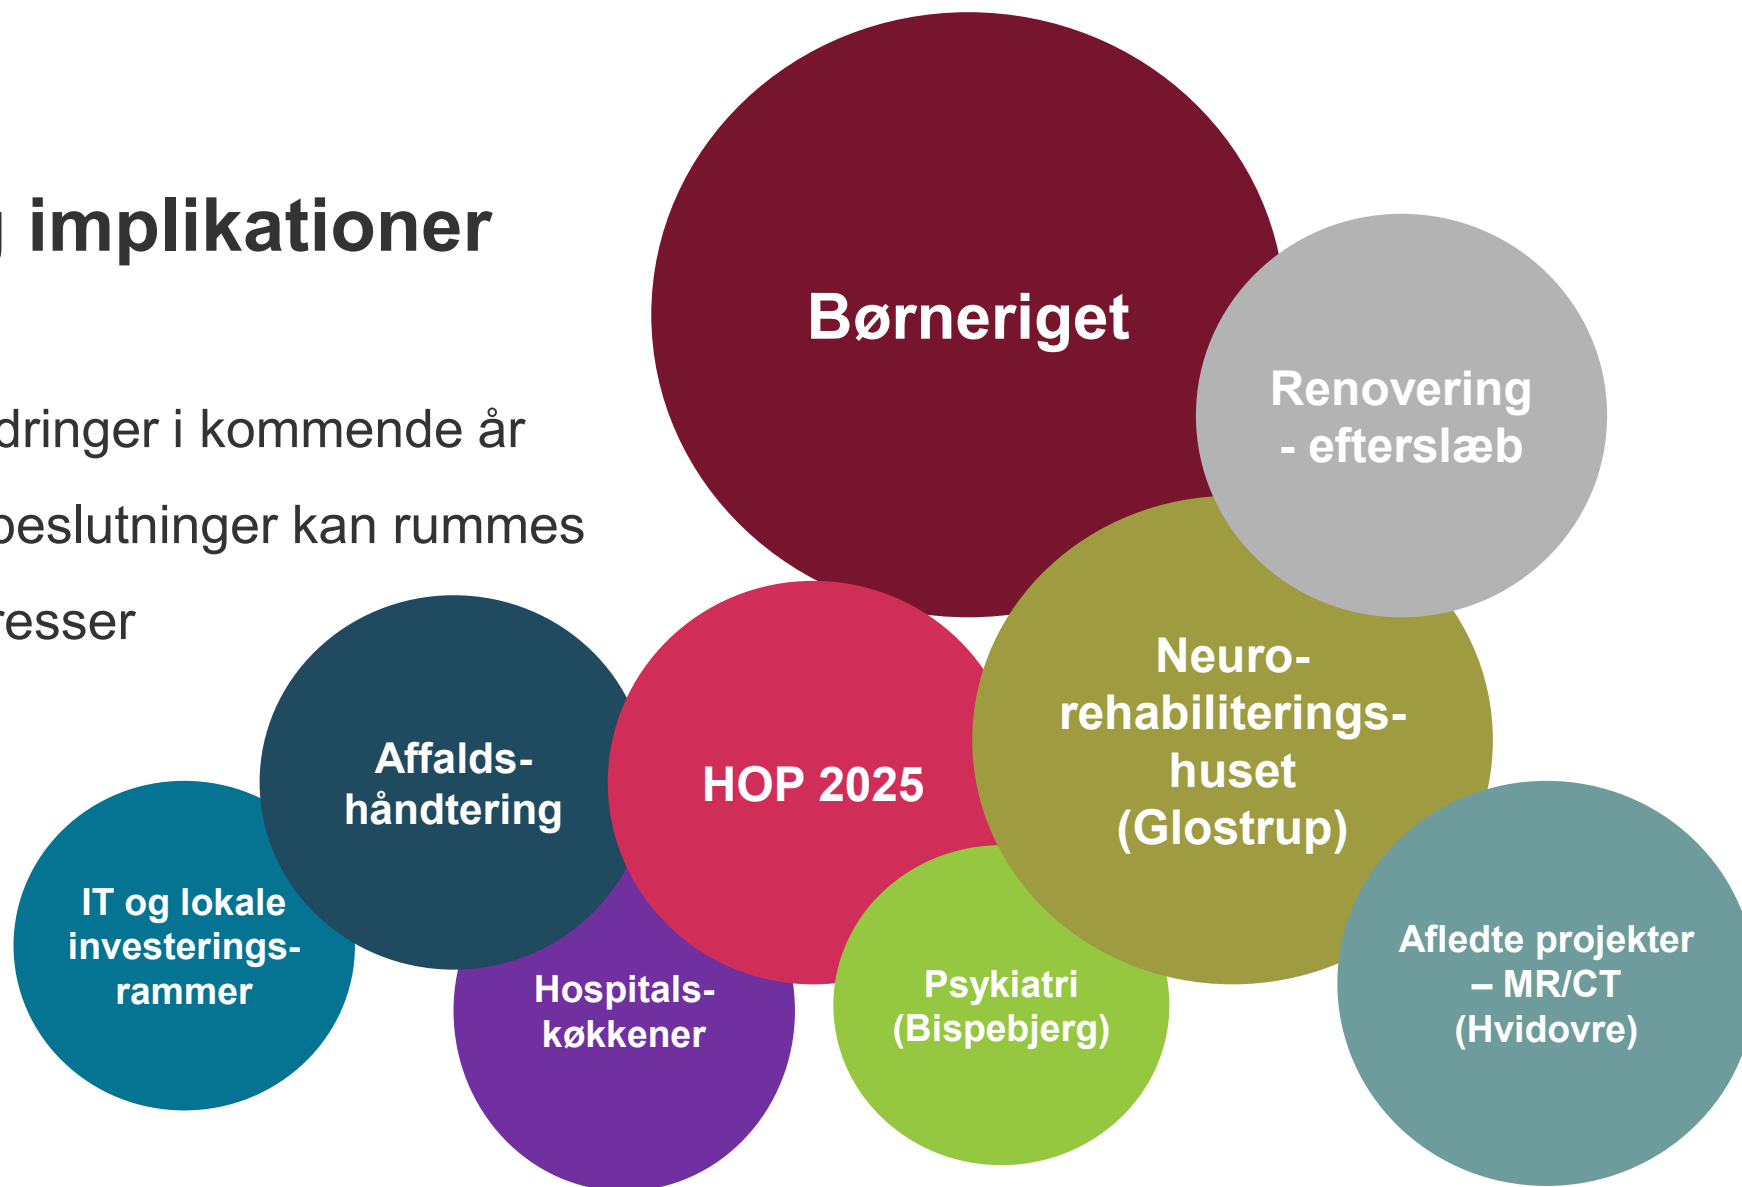 implikationer
dringer i kommende år
beslutninger kan rummes
resser
Børneriget
Renovering
- efterslæb
Neuro-
rehabiliterings-
huset
(Glostrup)
Affalds-
håndtering
HOP 2025
IT og lokale
investerings-
rammer
Hospitals-
køkkener
Psykiatri
(Bispebjerg)
Afledte projekter
– MR/CT
(Hvidovre)